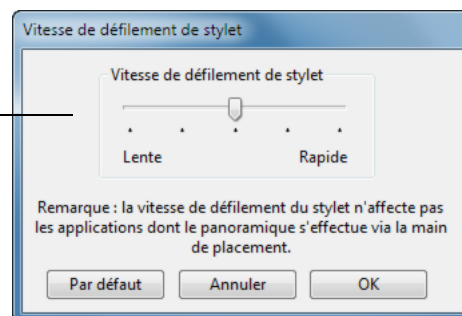 Vitesse de défilement de stylet
Vitesse de défilement de stylet
Lente Rapide
Remarque : la vitesse de défilement du stylet n'affecte pas
les applications dont le panoramique s'effectue via la main
de placement.
Par défaut Annuler OK